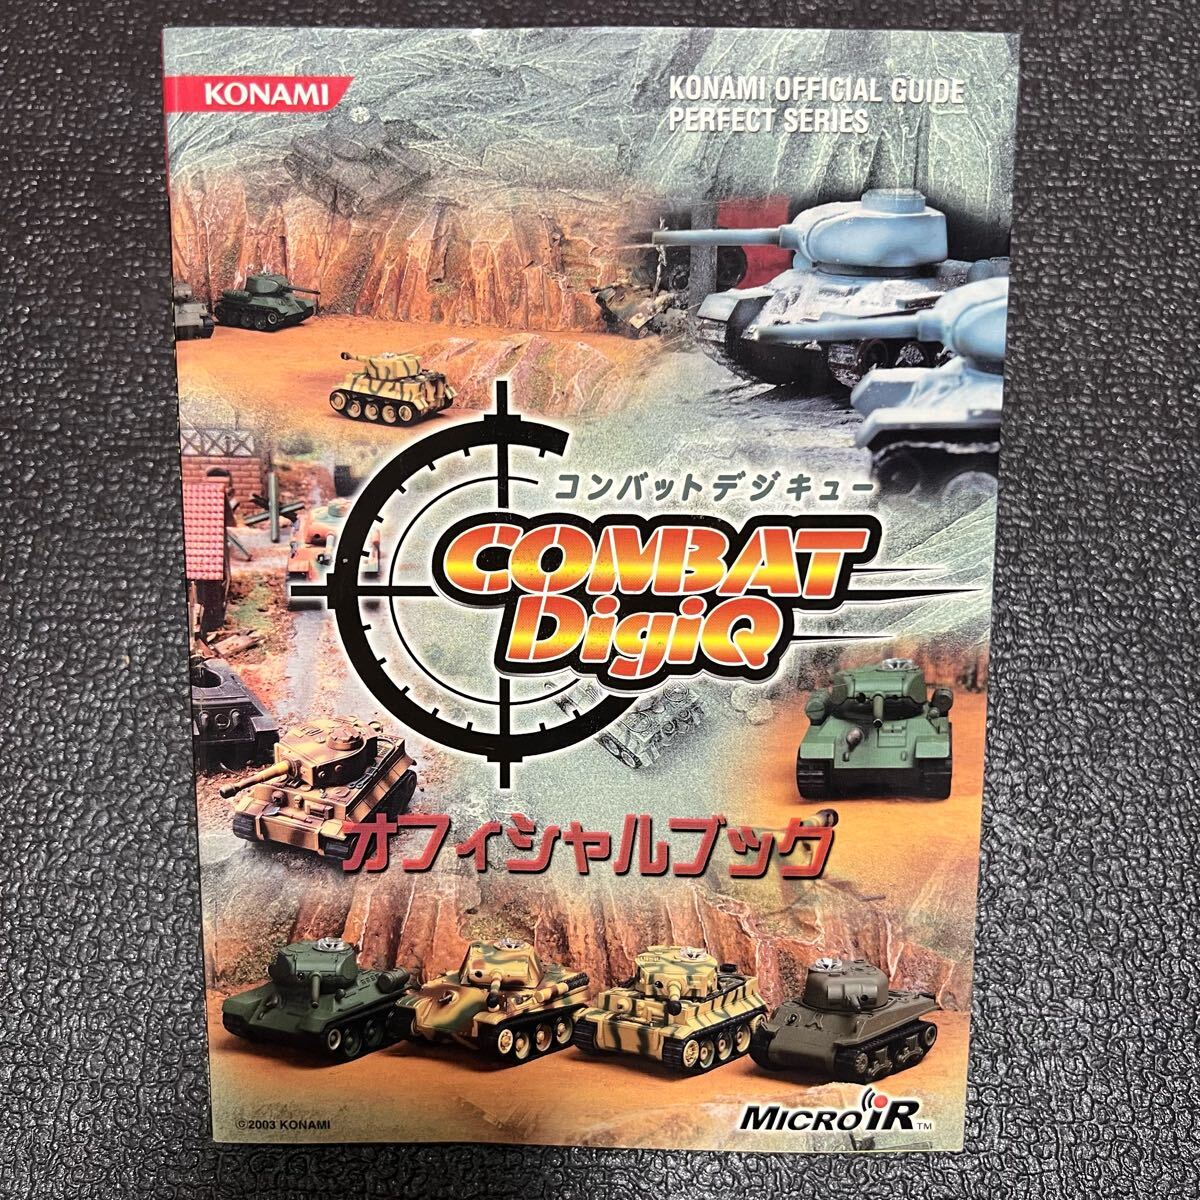 KONAMI
KONAMI OFFICIAL GUIDE
PERFECT SERIES
コンバットデジキュー
COMBAT
DigiQ
オフィシャルブック
©2003 KONAMI
MICRO iR™